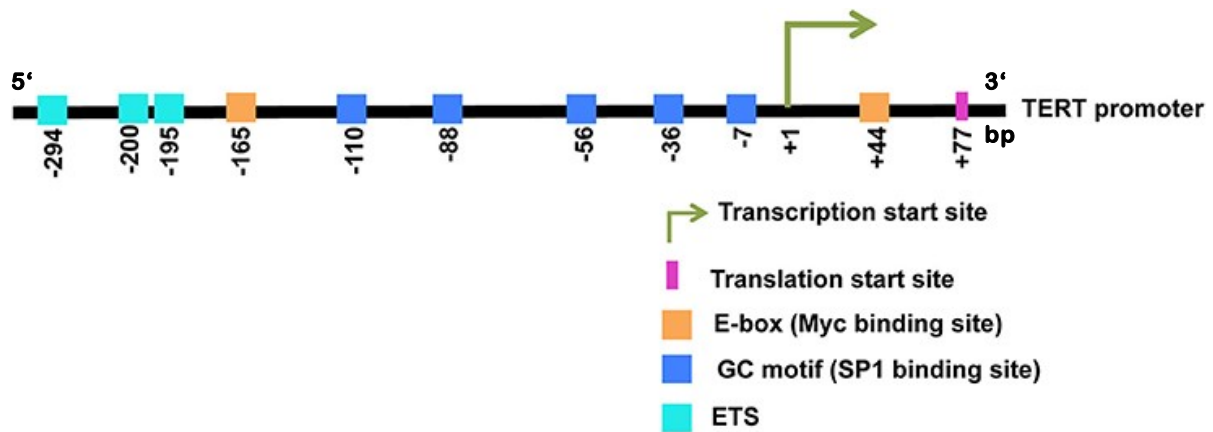 5‘
3‘
TERT promoter
-294
-200
-195
-165
-110
-88
-56
-36
-7
+1
+44
+77
bp
Transcription start site
Translation start site
E-box (Myc binding site)
GC motif (SP1 binding site)
ETS